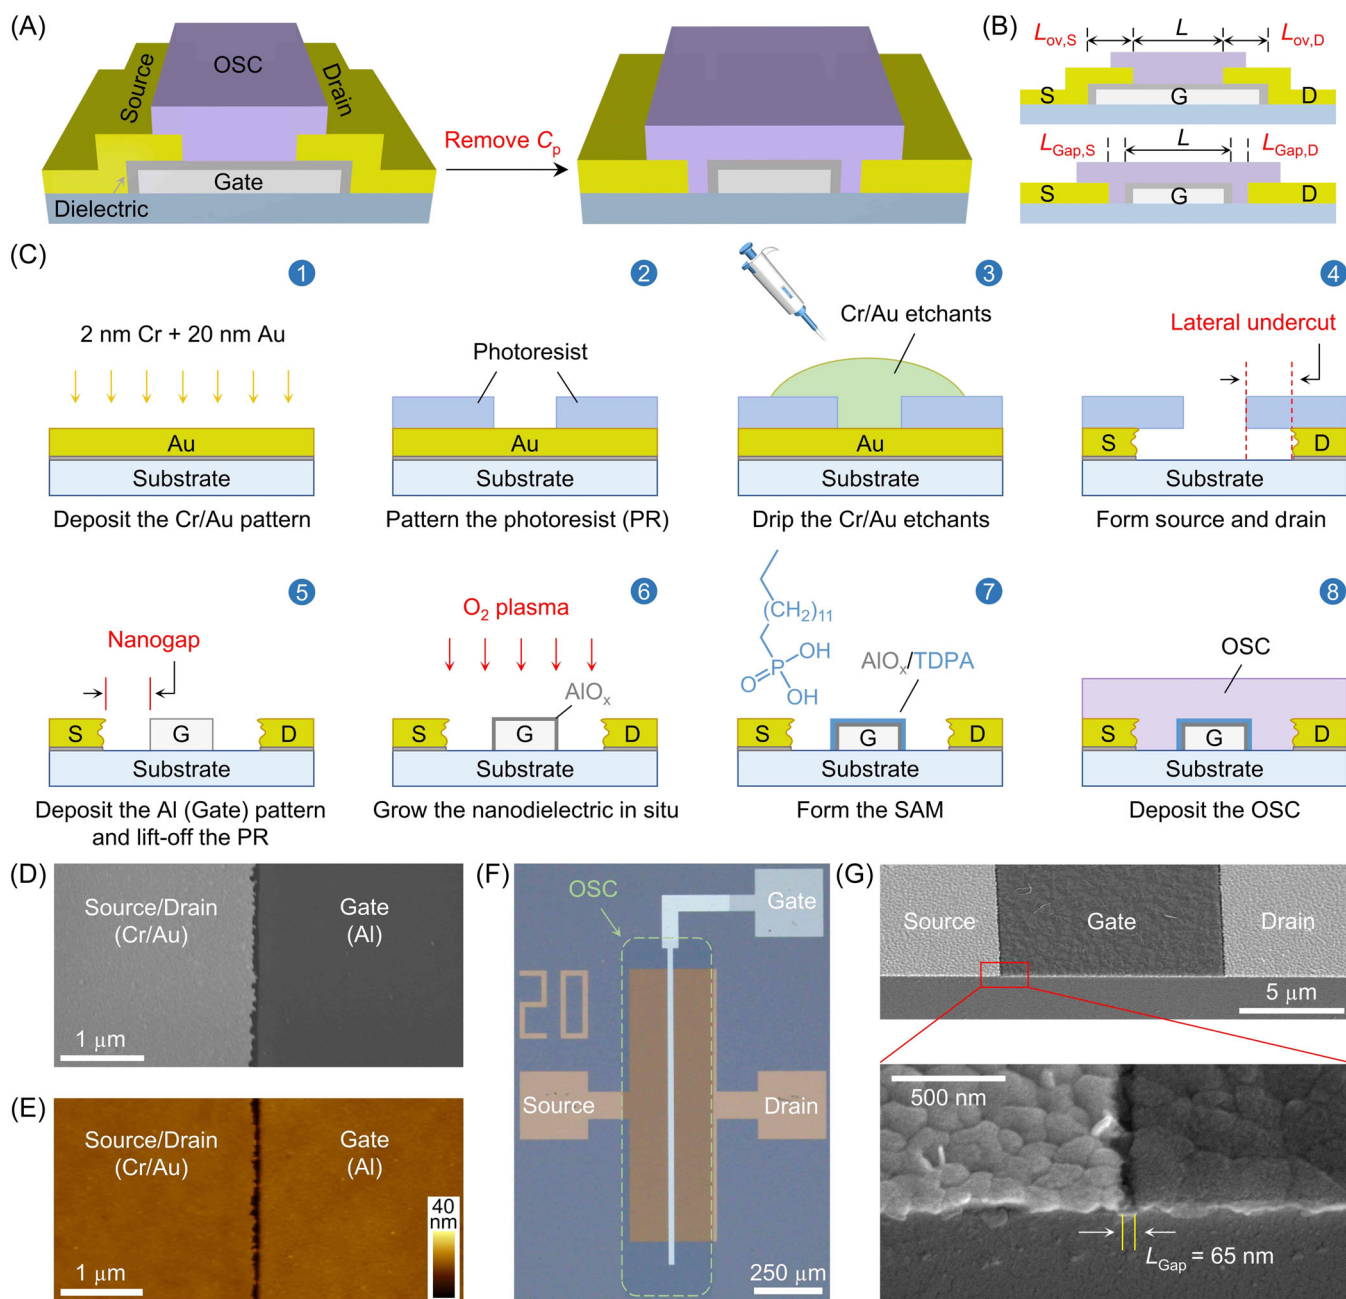 (A)
Source
OSC
Drain
Gate
Dielectric
Remove Cₚ
(B)
L_ov,S
L
L_ov,D
S
G
D
L_Gap,S
L
L_Gap,D
S
G
D
(C)
1
2 nm Cr + 20 nm Au
Au
Substrate
Deposit the Cr/Au pattern
2
Photoresist
Au
Substrate
Pattern the photoresist (PR)
3
Cr/Au etchants
Au
Substrate
Drip the Cr/Au etchants
4
Lateral undercut
S
D
Substrate
Form source and drain
5
Nanogap
S
G
D
Substrate
Deposit the Al (Gate) pattern
and lift-off the PR
6
O₂ plasma
AlOₓ
S
G
D
Substrate
Grow the nanodielectric in situ
7
(CH₂)₁₁
OH
P
O
OH
AlOₓ/TDPA
S
G
D
Substrate
Form the SAM
8
OSC
S
G
D
Substrate
Deposit the OSC
(D)
Source/Drain
(Cr/Au)
Gate
(Al)
1 μm
(E)
Source/Drain
(Cr/Au)
Gate
(Al)
40
nm
1 μm
(F)
OSC
Gate
20
Source
Drain
250 μm
(G)
Source
Gate
Drain
5 μm
500 nm
L_Gap = 65 nm